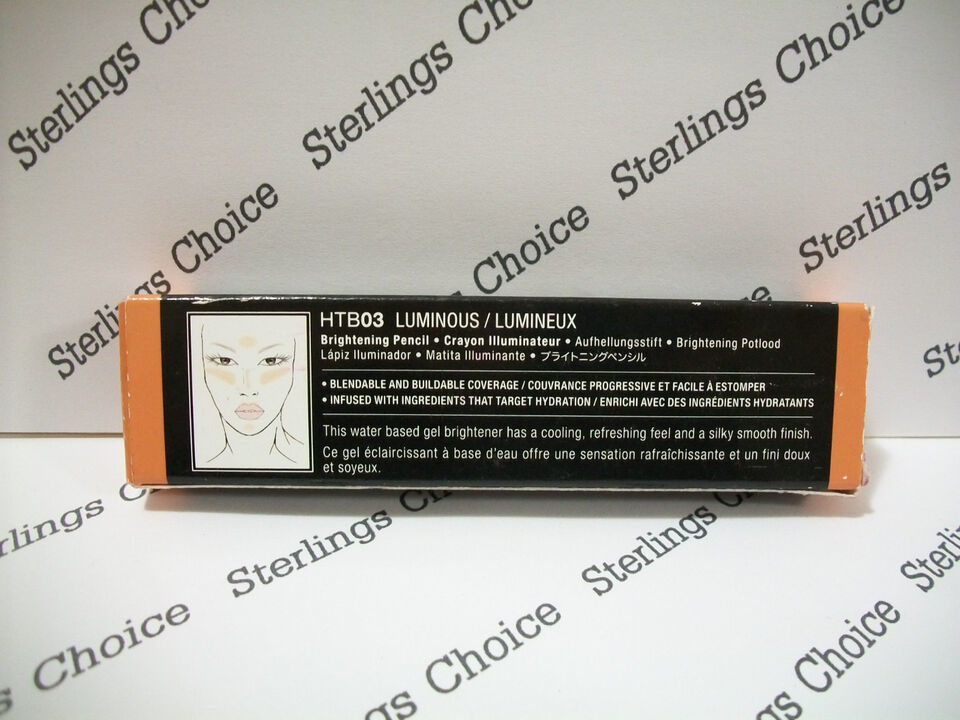 Sterlings Choice
Sterlings Choice
Sterlings Choice
Sterlings Choice
Choice
Sterlings
HTB03 LUMINOUS / LUMINEUX
Brightening Pencil • Crayon Illuminateur • Aufhellungsstift • Brightening Potlood
Lápiz Iluminador • Matita Illuminante • ブライトニングペンシル
• BLENDABLE AND BUILDABLE COVERAGE / COUVRANCE PROGRESSIVE ET FACILE À ESTOMPER
• INFUSED WITH INGREDIENTS THAT TARGET HYDRATION / ENRICHI AVEC DES INGRÉDIENTS HYDRATANTS
This water based gel brightener has a cooling, refreshing feel and a silky smooth finish.
Ce gel éclaircissant à base d'eau offre une sensation rafraîchissante et un fini doux
et soyeux.
Sterlings
Sterlings
Choice
Sterlings Choice
Sterlings Choice